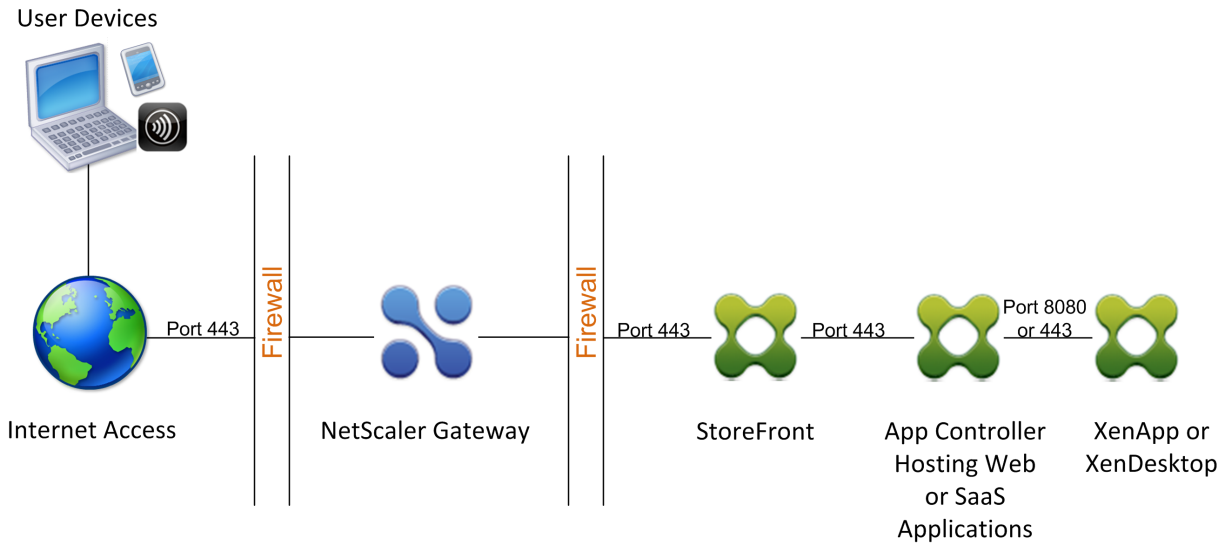 User Devices
Port 443
Firewall
Firewall
Port 443
Port 443
Port 8080
or 443
Internet Access
NetScaler Gateway
StoreFront
App Controller
Hosting Web
or SaaS
Applications
XenApp or
XenDesktop